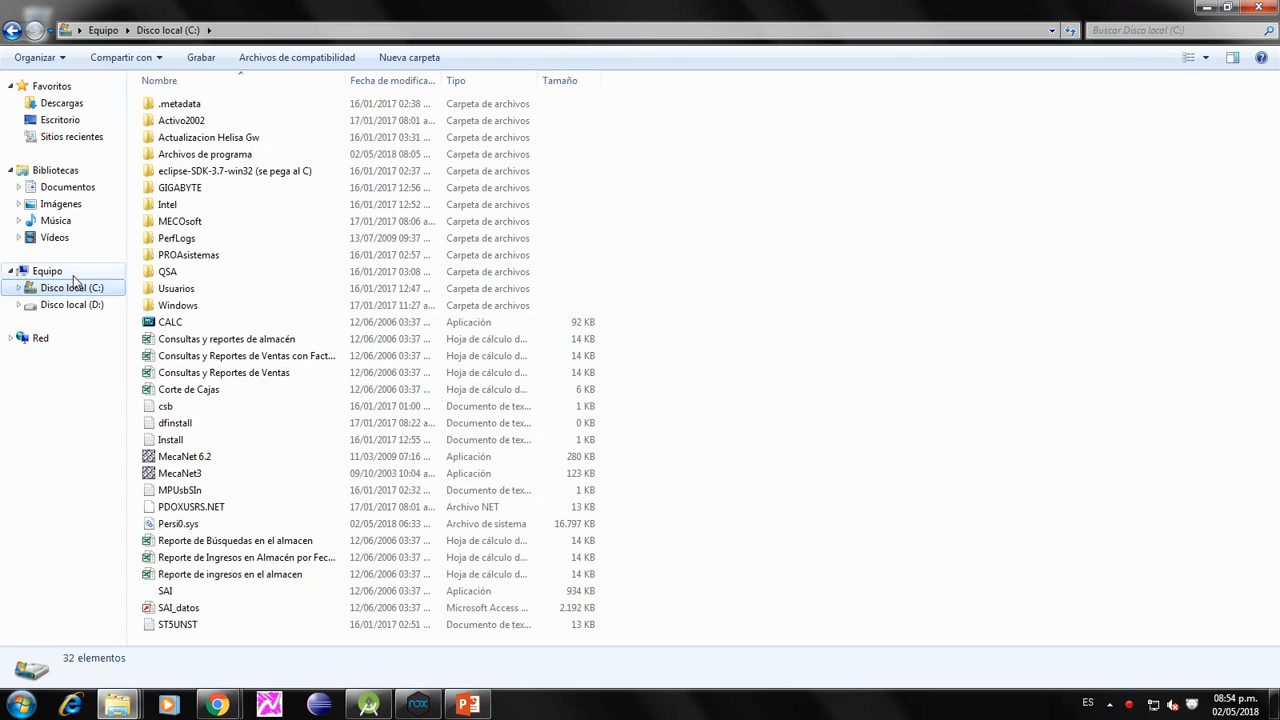 Equipo Disco local (C:) Buscar Disco local (C:)
Organizar Compartir con Grabar Archivos de compatibilidad Nueva carpeta
Nombre Fecha de modifica... Tipo Tamaño
Favoritos
Descargas
Escritorio
Sitios recientes
Bibliotecas
Documentos
Imágenes
Música
Vídeos
Equipo
Disco local (C:)
Disco local (D:)
Red
.metadata 16/01/2017 02:38 ... Carpeta de archivos
Activo2002 17/01/2017 08:01 a... Carpeta de archivos
Actualizacion Helisa Gw 16/01/2017 03:31 ... Carpeta de archivos
Archivos de programa 02/05/2018 08:05 ... Carpeta de archivos
eclipse-SDK-3.7-win32 (se pega al C) 16/01/2017 02:37 ... Carpeta de archivos
GIGABYTE 16/01/2017 12:56 ... Carpeta de archivos
Intel 16/01/2017 12:56 ... Carpeta de archivos
MECOsoft 17/01/2017 08:06 a... Carpeta de archivos
PerfLogs 13/07/2009 09:37 ... Carpeta de archivos
PROAsistemas 16/01/2017 02:56 ... Carpeta de archivos
QSA 16/01/2017 03:08 ... Carpeta de archivos
Usuarios 16/01/2017 12:47 ... Carpeta de archivos
Windows 17/01/2017 11:27 a... Carpeta de archivos
CALC 12/06/2006 03:37 ... Aplicación 92 KB
Consultas y reportes de almacén 12/06/2006 03:37 ... Hoja de cálculo d... 14 KB
Consultas y Reportes de Ventas con Fact... 12/06/2006 03:37 ... Hoja de cálculo d... 14 KB
Consultas y Reportes de Ventas 12/06/2006 03:37 ... Hoja de cálculo d... 14 KB
Corte de Cajas 12/06/2006 03:37 ... Hoja de cálculo d... 6 KB
csb 16/01/2017 01:00 ... Documento de tex... 1 KB
dfinstall 17/01/2017 08:22 a... Documento de tex... 0 KB
Install 16/01/2017 12:55 ... Documento de tex... 1 KB
MecaNet 6.2 11/03/2009 07:16 ... Aplicación 280 KB
MecaNet3 09/10/2003 10:04 a... Aplicación 123 KB
MPUsbSIn 16/01/2017 02:32 ... Documento de tex... 1 KB
PDOXUSRS.NET 17/01/2017 08:01 a... Archivo NET 13 KB
Persi0.sys 02/05/2018 06:33 ... Archivo de sistema 16.797 KB
Reporte de Búsquedas en el almacen 12/06/2006 03:37 ... Hoja de cálculo d... 14 KB
Reporte de Ingresos en Almacén por Fec... 12/06/2006 03:37 ... Hoja de cálculo d... 14 KB
Reporte de ingresos en el almacen 12/06/2006 03:37 ... Hoja de cálculo d... 14 KB
SAI 12/06/2006 03:37 ... Aplicación 934 KB
SAI_datos 12/06/2006 03:37 ... Microsoft Access ... 2.192 KB
ST5UNST 16/01/2017 02:51 ... Documento de tex... 13 KB
32 elementos
nox
ES
08:54 p.m.
02/05/2018